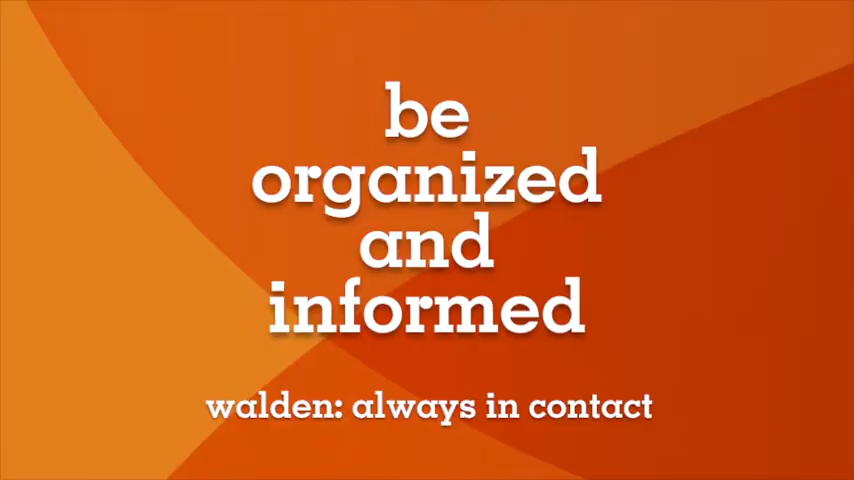 be
organized
and
informed
walden: always in contact